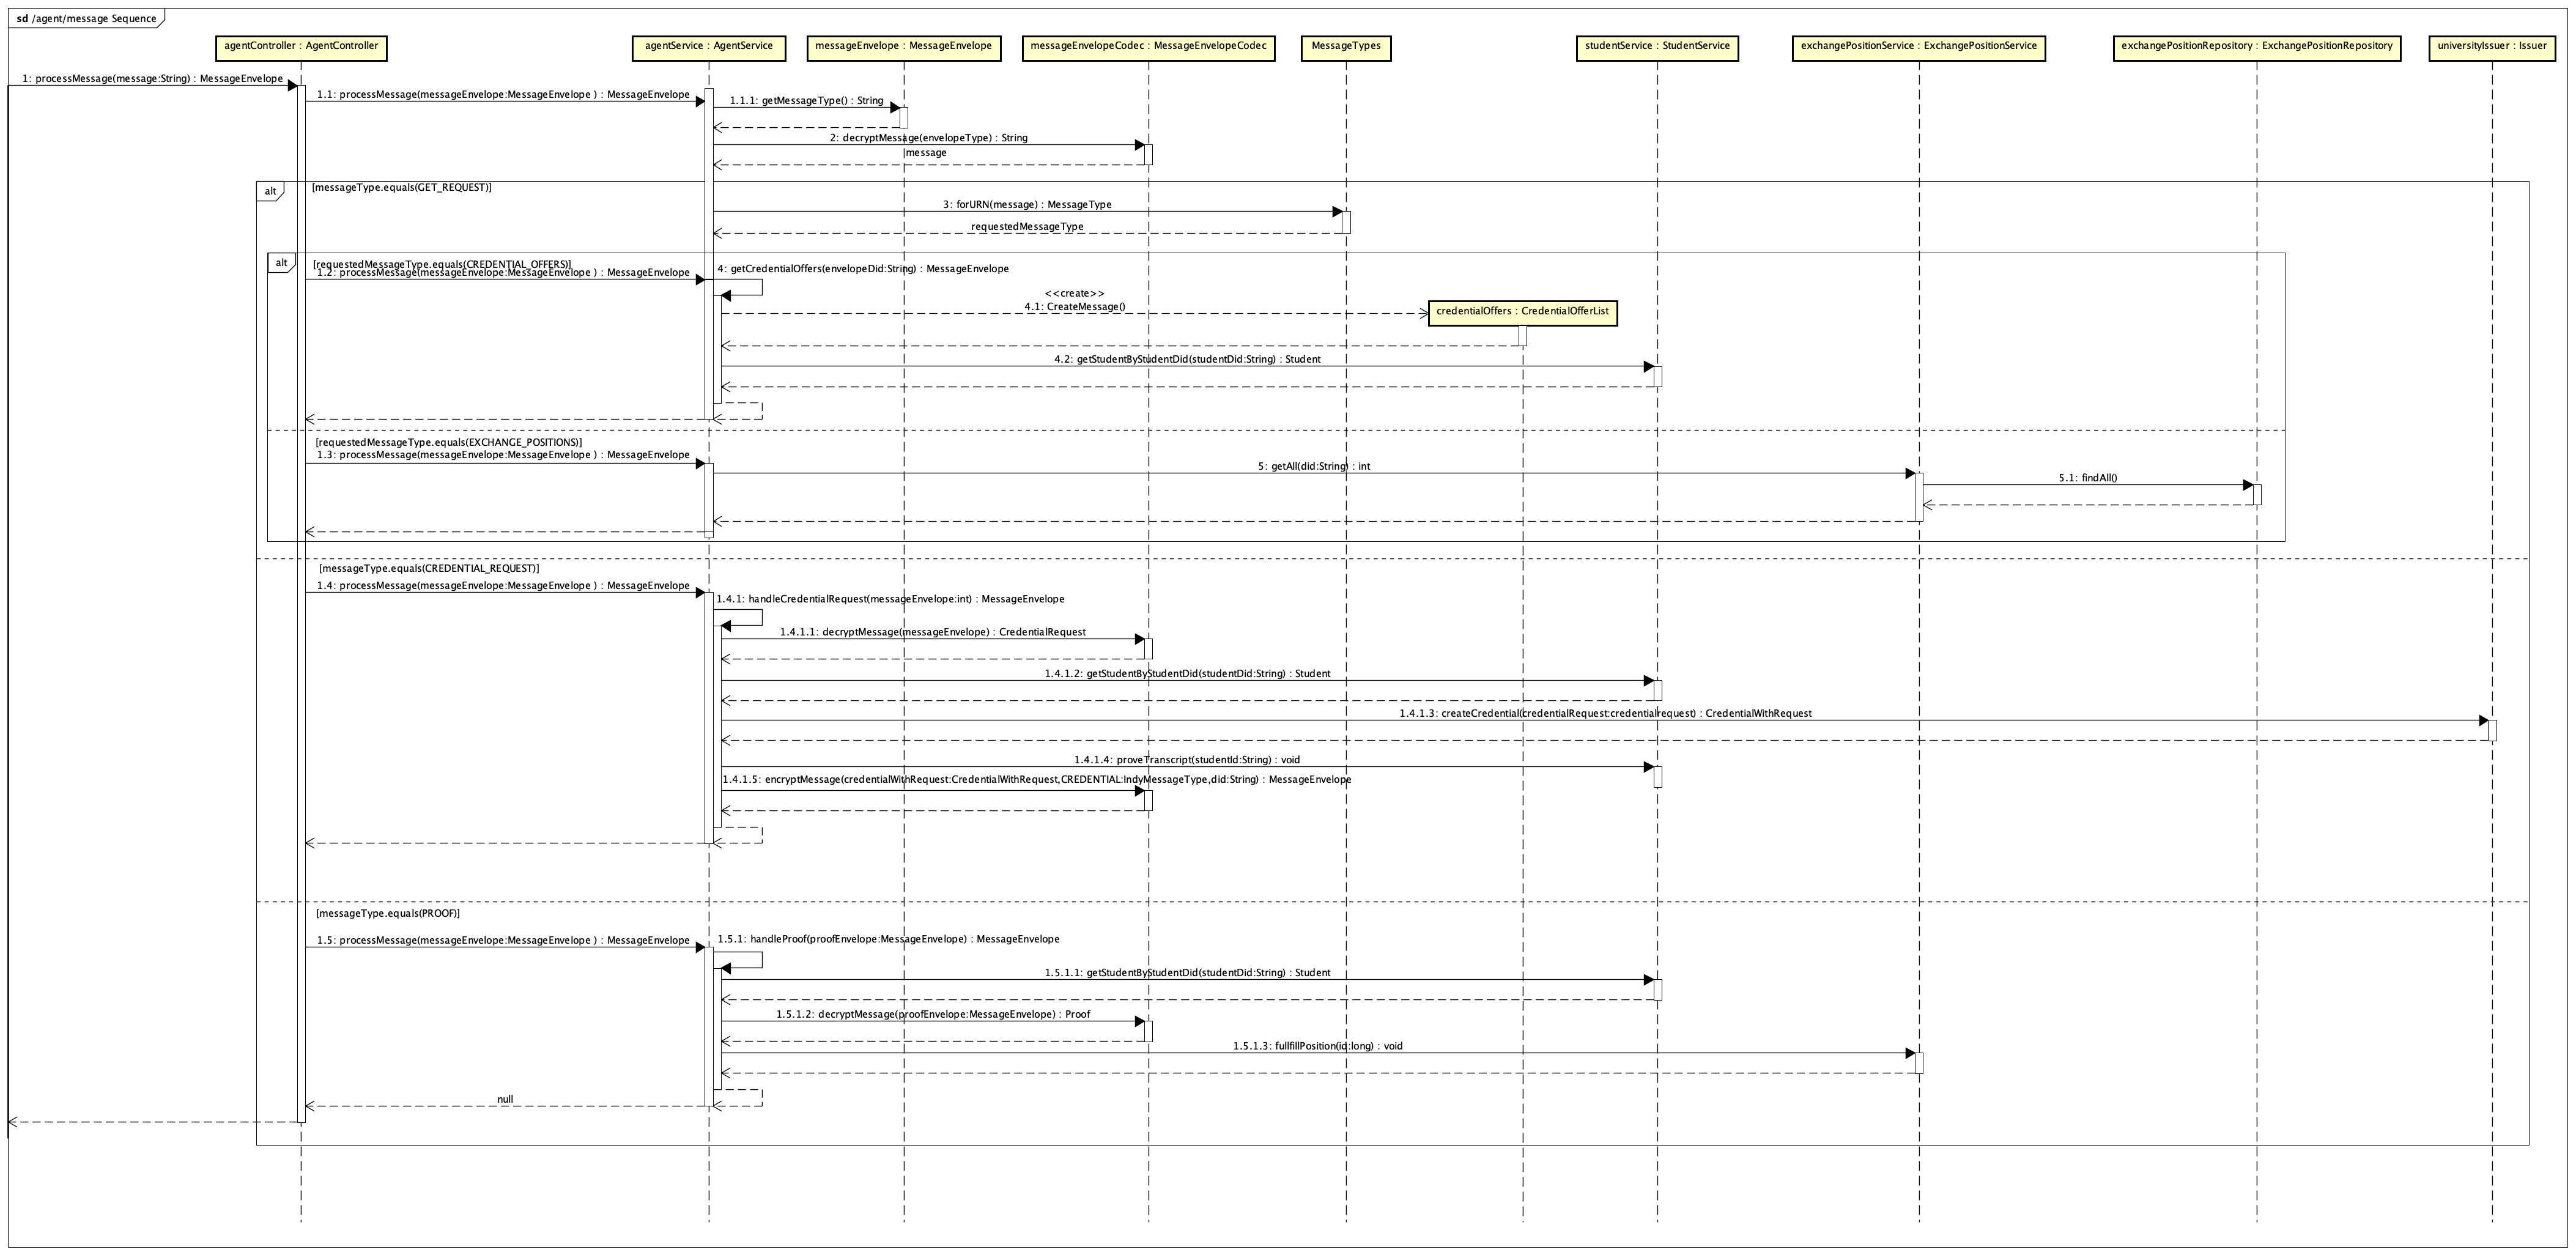 sd /agent/message Sequence
agentController : AgentController
agentService : AgentService
messageEnvelope : MessageEnvelope
messageEnvelopeCodec : MessageEnvelopeCodec
MessageTypes
studentService : StudentService
exchangePositionService : ExchangePositionService
exchangePositionRepository : ExchangePositionRepository
universityIssuer : Issuer
1: processMessage(message:String) : MessageEnvelope
1.1: processMessage(messageEnvelope:MessageEnvelope ) : MessageEnvelope
1.1.1: getMessageType() : String
2: decryptMessage(envelopeType) : String
message
alt
[messageType.equals(GET_REQUEST)]
3: forURN(message) : MessageType
requestedMessageType
alt
[requestedMessageType.equals(CREDENTIAL_OFFERS)]
1.2: processMessage(messageEnvelope:MessageEnvelope ) : MessageEnvelope
4: getCredentialOffers(envelopeDid:String) : MessageEnvelope
<<create>>
4.1: CreateMessage()
credentialOffers : CredentialOfferList
4.2: getStudentByStudentDid(studentDid:String) : Student
[requestedMessageType.equals(EXCHANGE_POSITIONS)]
1.3: processMessage(messageEnvelope:MessageEnvelope ) : MessageEnvelope
5: getAll(did:String) : int
5.1: findAll()
[messageType.equals(CREDENTIAL_REQUEST)]
1.4: processMessage(messageEnvelope:MessageEnvelope ) : MessageEnvelope
1.4.1: handleCredentialRequest(messageEnvelope:int) : MessageEnvelope
1.4.1.1: decryptMessage(messageEnvelope) : CredentialRequest
1.4.1.2: getStudentByStudentDid(studentDid:String) : Student
1.4.1.3: createCredential(credentialRequest:credentialrequest) : CredentialWithRequest
1.4.1.4: proveTranscript(studentId:String) : void
1.4.1.5: encryptMessage(credentialWithRequest:CredentialWithRequest,CREDENTIAL:IndyMessageType,did:String) : MessageEnvelope
[messageType.equals(PROOF)]
1.5: processMessage(messageEnvelope:MessageEnvelope ) : MessageEnvelope
1.5.1: handleProof(proofEnvelope:MessageEnvelope) : MessageEnvelope
1.5.1.1: getStudentByStudentDid(studentDid:String) : Student
1.5.1.2: decryptMessage(proofEnvelope:MessageEnvelope) : Proof
1.5.1.3: fullfillPosition(id:long) : void
null